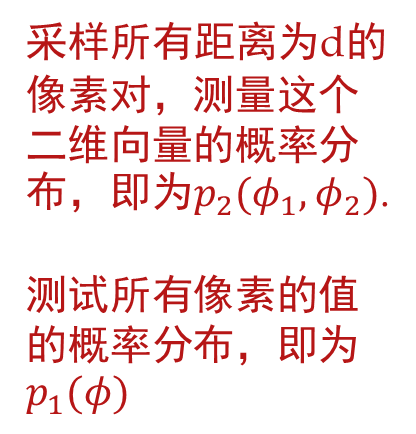 采样所有距离为d的
像素对，测量这个
二维向量的概率分
布，即为p₂(ϕ₁, ϕ₂).
测试所有像素的值
的概率分布，即为
p₁(ϕ)